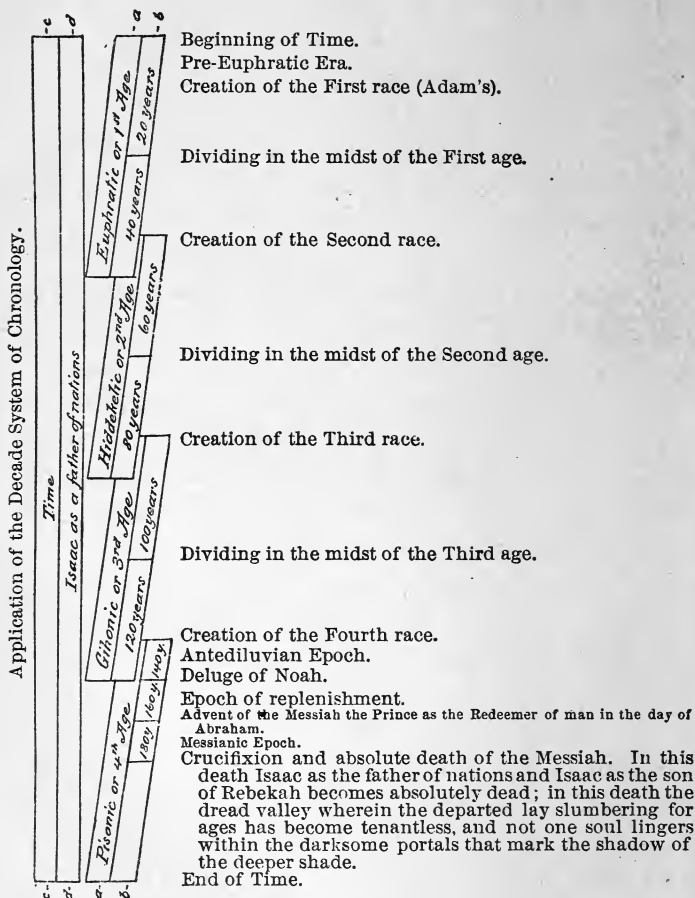 Application of the Decade System of Chronology.
-c
-d
-a
-b
Time
Isaac as a father of nations
Euphratic or 1st Age
20 years
40 years
Hiddekelic or 2nd Age
60 years
80 years
Gihonic or 3rd Age
100 years
120 years
Pisonic or 4th Age
140 y.
160 y.
180 y.
c-
d-
a-
b-
Beginning of Time.
Pre-Euphratic Era.
Creation of the First race (Adam's).
Dividing in the midst of the First age.
Creation of the Second race.
Dividing in the midst of the Second age.
Creation of the Third race.
Dividing in the midst of the Third age.
Creation of the Fourth race.
Antediluvian Epoch.
Deluge of Noah.
Epoch of replenishment.
Advent of the Messiah the Prince as the Redeemer of man in the day of
Abraham.
Messianic Epoch.
Crucifixion and absolute death of the Messiah. In this
death Isaac as the father of nations and Isaac as the son
of Rebekah becomes absolutely dead; in this death the
dread valley wherein the departed lay slumbering for
ages has become tenantless, and not one soul lingers
within the darksome portals that mark the shadow of
the deeper shade.
End of Time.